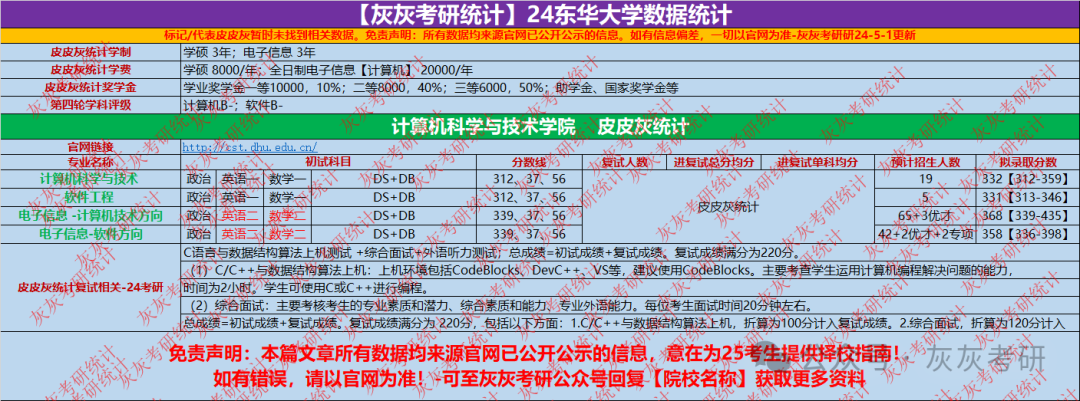 【灰灰考研统计】24东华大学数据统计
标记/代表皮皮灰暂时未找到相关数据。免责声明：所有数据均来源官网已公开公示的信息。如有信息偏差，一切以官网为准-灰灰考研研24-5-1更新
皮皮灰统计学制 学硕 3年；电子信息 3年
皮皮灰统计学费 学硕 8000/年；全日制电子信息【计算机】 20000/年
皮皮灰统计奖学金 学业奖学金一等10000，10%；二等8000，40%；三等6000，50%；助学金、国家奖学金等
第四轮学科评级 计算机B-；软件B-
计算机科学与技术学院 皮皮灰统计
官网链接 http://cst.dhu.edu.cn/
专业名称 初试科目 分数线 复试人数 进复试总分均分 进复试单科均分 预计招生人数 拟录取分数
计算机科学与技术 政治 英语一 数学一 DS+DB 312、37、56 19 332【312-359】
软件工程 政治 英语一 数学一 DS+DB 312、37、56 5 331【313-346】
皮皮灰统计
电子信息 -计算机技术方向 政治 英语二 数学二 DS+DB 339、37、56 65+3优才 368【339-435】
电子信息-软件方向 政治 英语二 数学二 DS+DB 339、37、56 42+2优才+2专项 358【336-398】
皮皮灰统计复试相关-24考研
C语言与数据结构算法上机测试 +综合面试+外语听力测试；总成绩=初试成绩+复试成绩。复试成绩满分为220分。
（1）C/C++与数据结构算法上机：上机环境包括CodeBlocks、DevC++、VS等，建议使用CodeBlocks。主要考查学生运用计算机编程解决问题的能力，
时间为2小时。学生可使用C或C++进行编程。
（2）综合面试：主要考核考生的专业素质和潜力、综合素质和能力、专业外语能力。每位考生面试时间20分钟左右。
总成绩=初试成绩+复试成绩。复试成绩满分为 220分，包括以下方面：1.C/C++与数据结构算法上机，折算为100分计入复试成绩。2.综合面试，折算为120分计入
免责声明：本篇文章所有数据均来源官网已公开公示的信息，意在为25考生提供择校指南！
如有错误，请以官网为准！-可至灰灰考研公众号回复【院校名称】获取更多资料
公众号 · 灰灰考研
灰灰考研统计